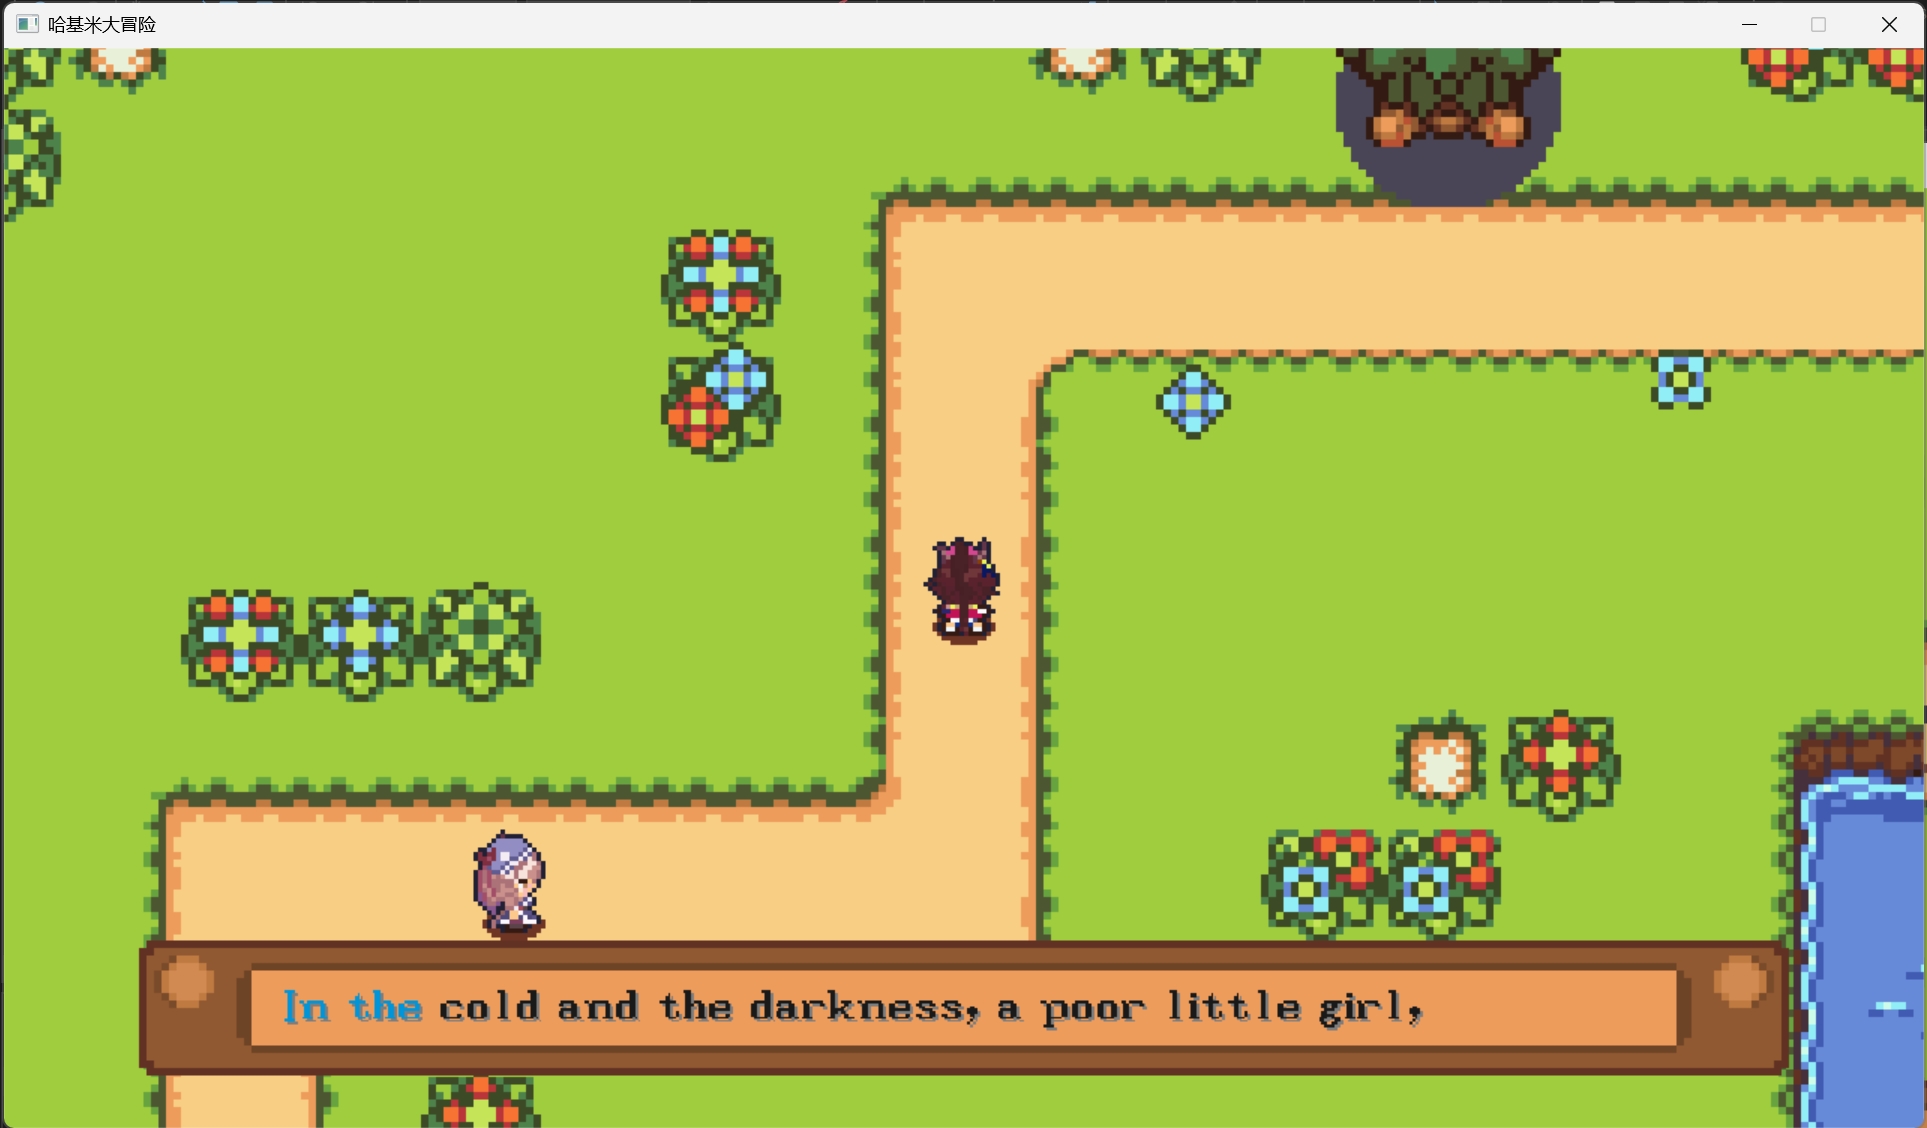 哈基米大冒险
In the cold and the darkness, a poor little girl,